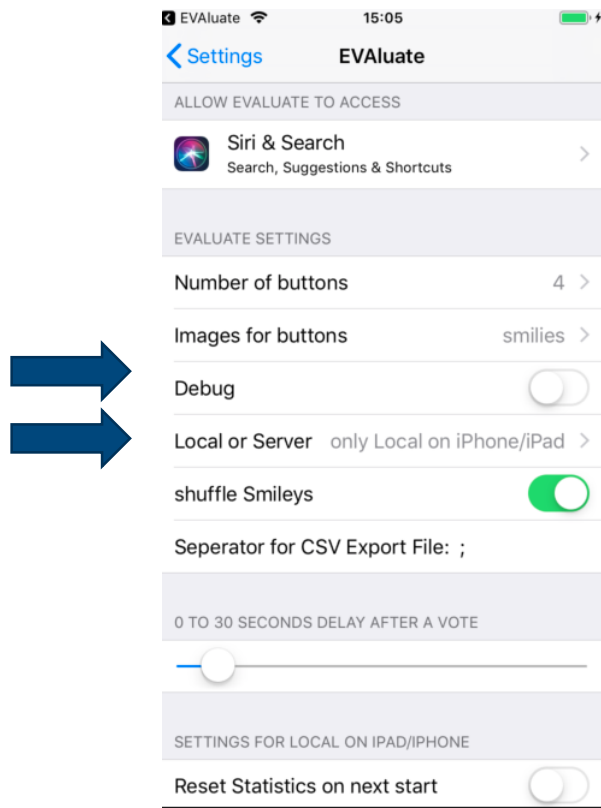 EVAluate 15:05
Settings EVAluate
ALLOW EVALUATE TO ACCESS
Siri & Search
Search, Suggestions & Shortcuts
EVALUATE SETTINGS
Number of buttons 4
Images for buttons smilies
Debug
Local or Server only Local on iPhone/iPad
shuffle Smileys
Seperator for CSV Export File: ;
0 TO 30 SECONDS DELAY AFTER A VOTE
SETTINGS FOR LOCAL ON IPAD/IPHONE
Reset Statistics on next start